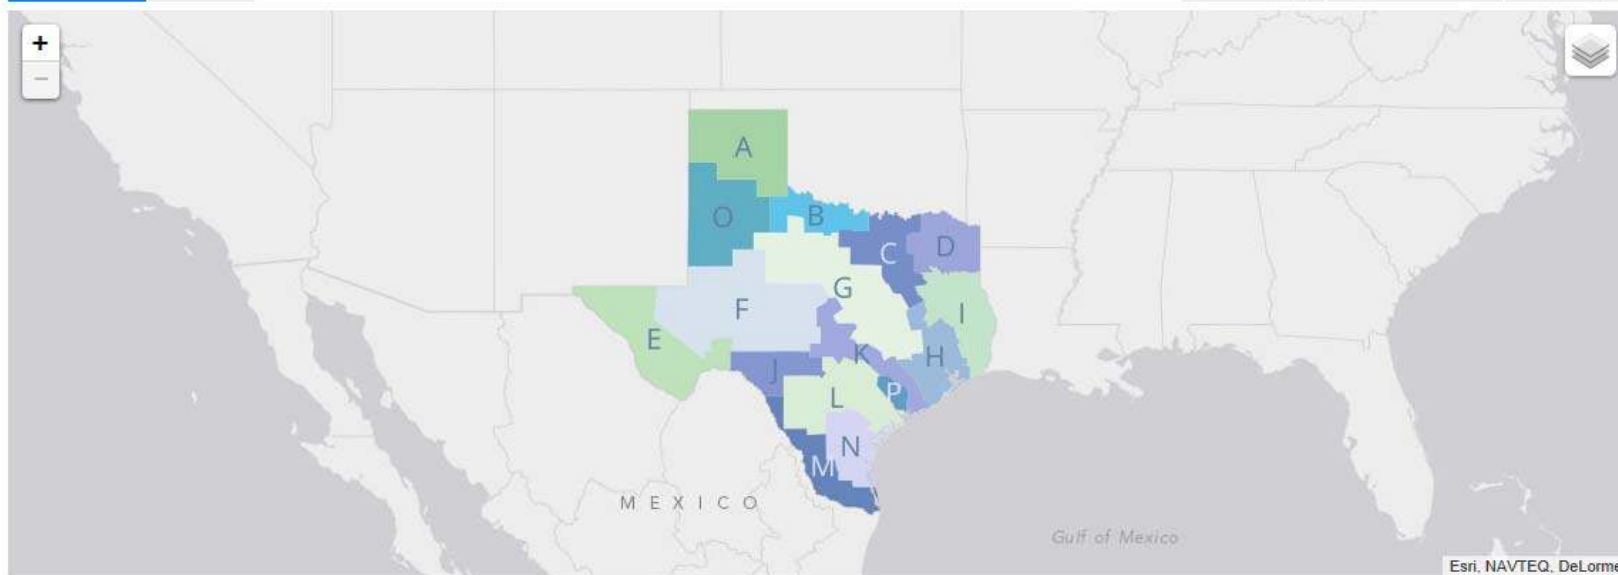 +
−
A
O
B
C
D
G
F
I
E
K
H
J
P
L
N
M
MEXICO
Gulf of Mexico
Esri, NAVTEQ, DeLorme